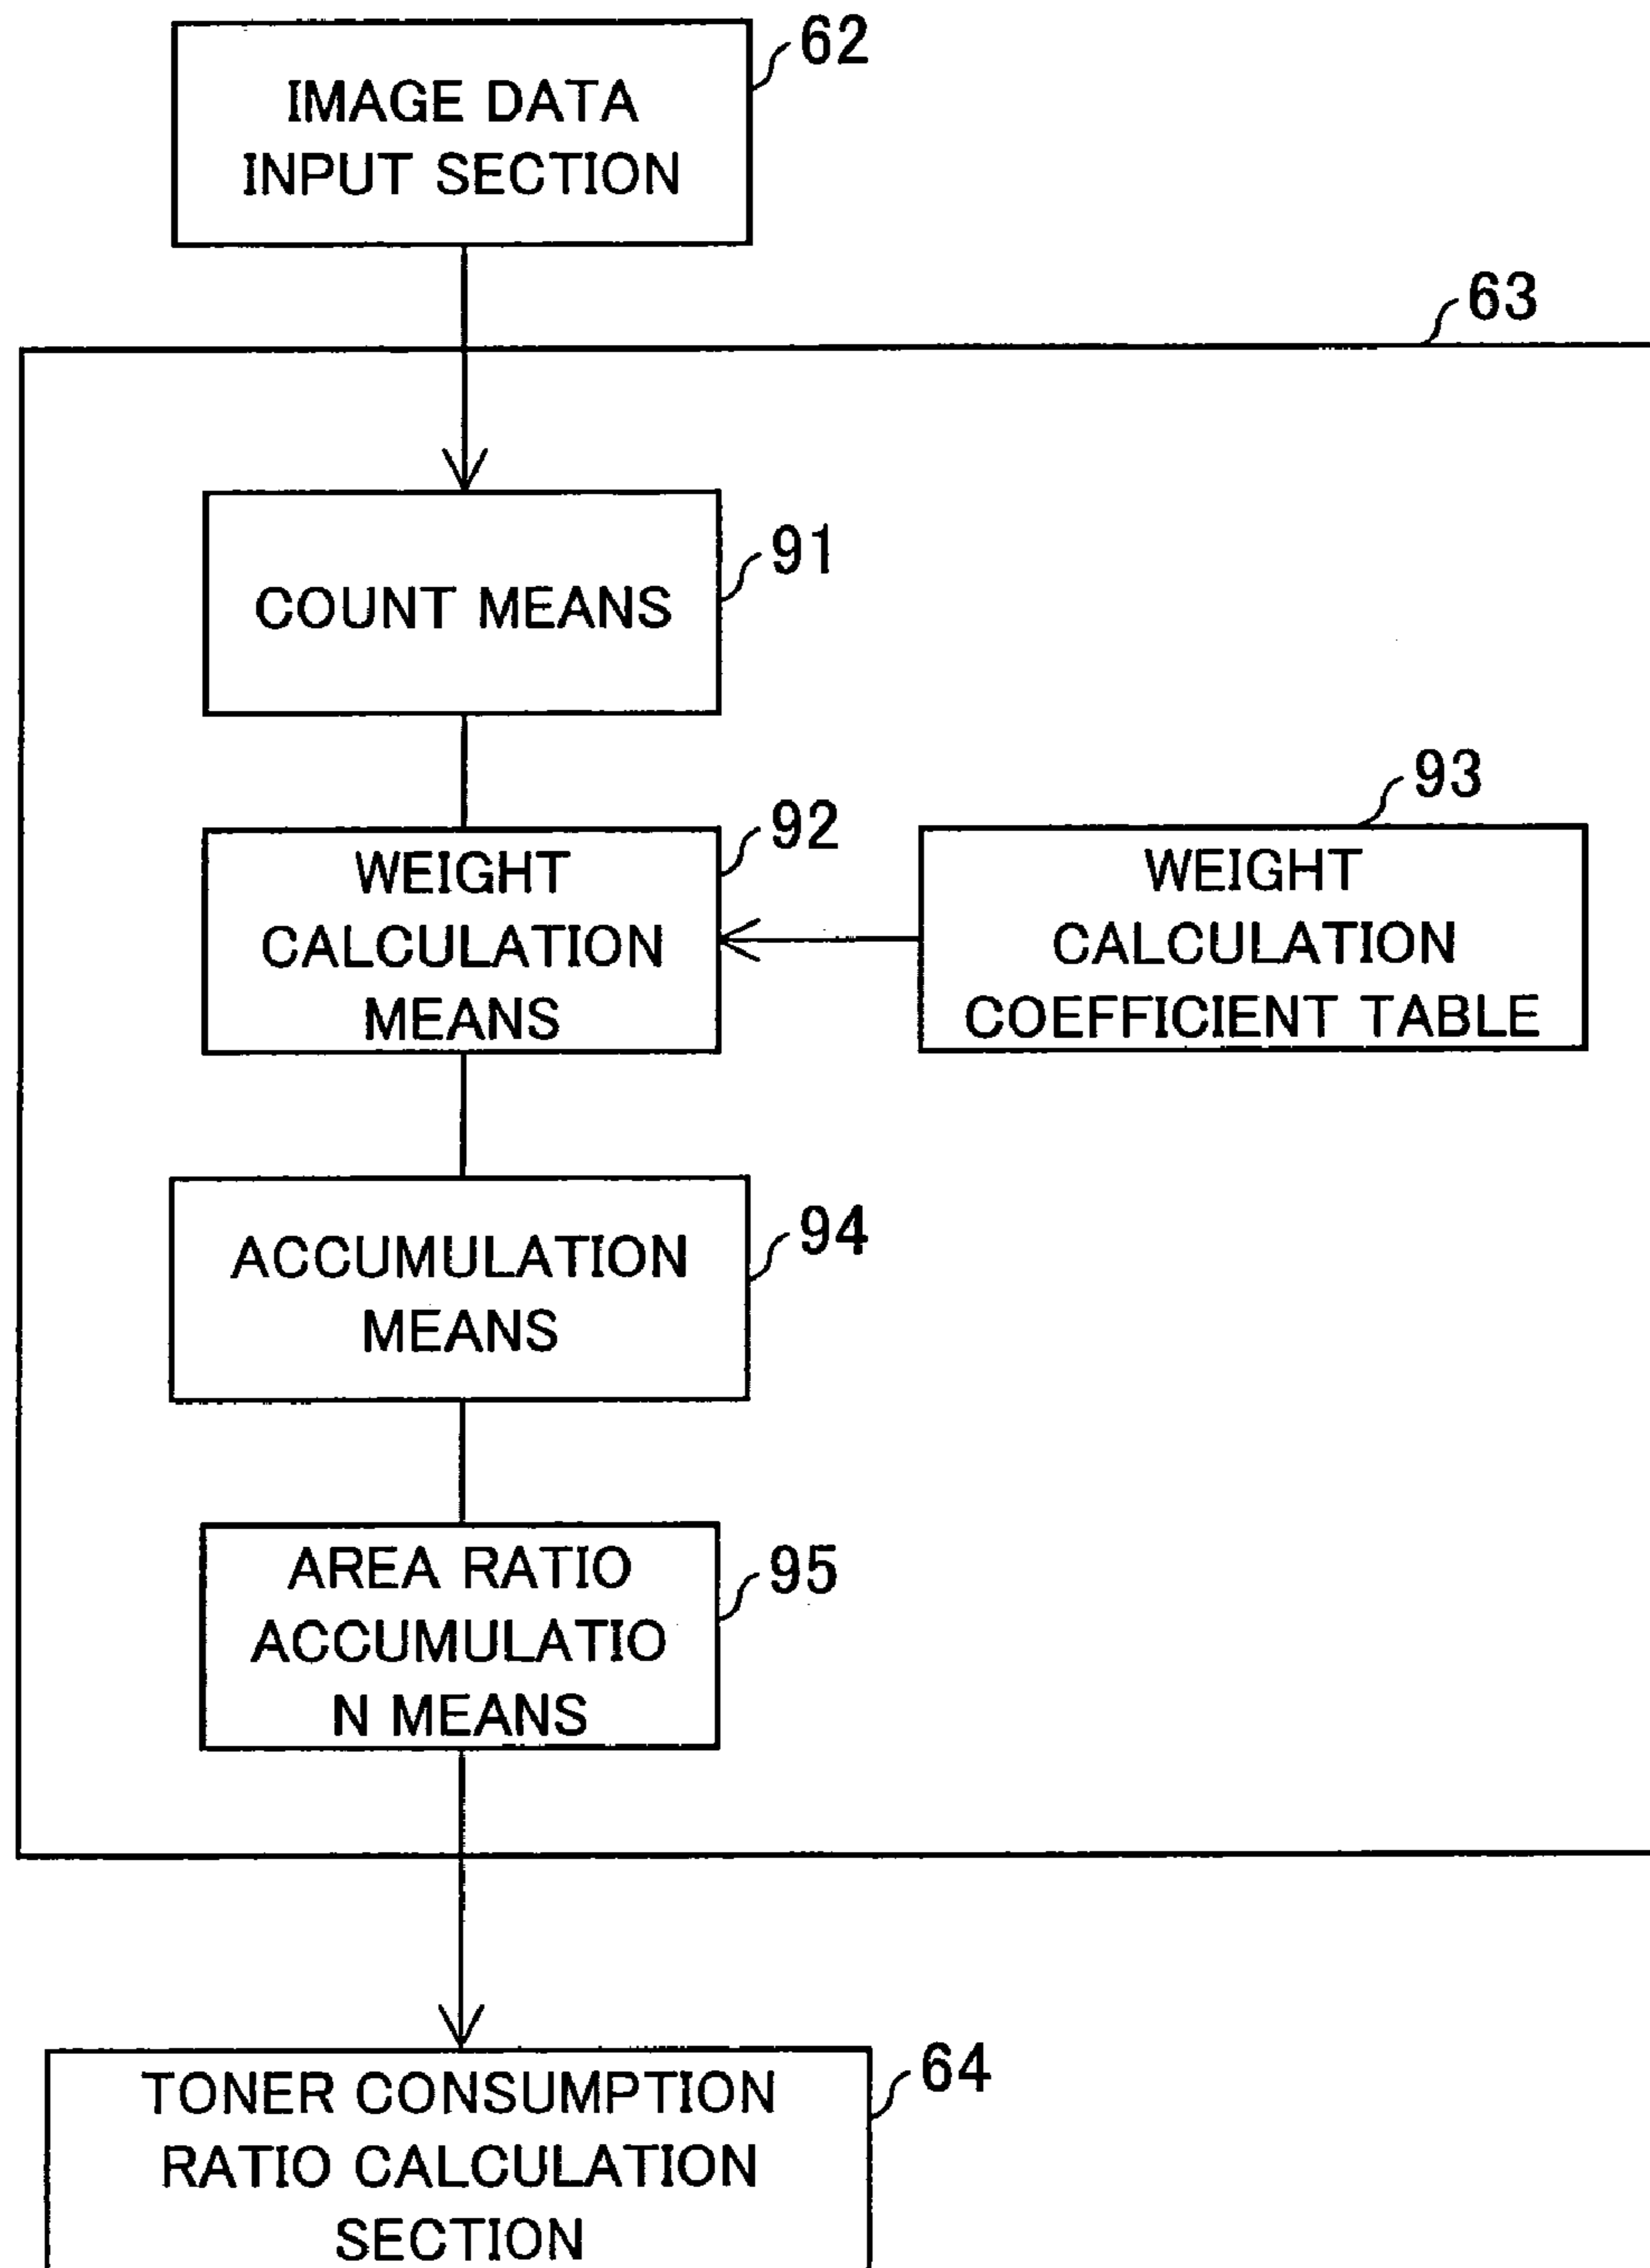 62
IMAGE DATA
INPUT SECTION
63
91
COUNT MEANS
92
WEIGHT
CALCULATION
MEANS
93
WEIGHT
CALCULATION
COEFFICIENT TABLE
94
ACCUMULATION
MEANS
95
AREA RATIO
ACCUMULATIO
N MEANS
64
TONER CONSUMPTION
RATIO CALCULATION
SECTION